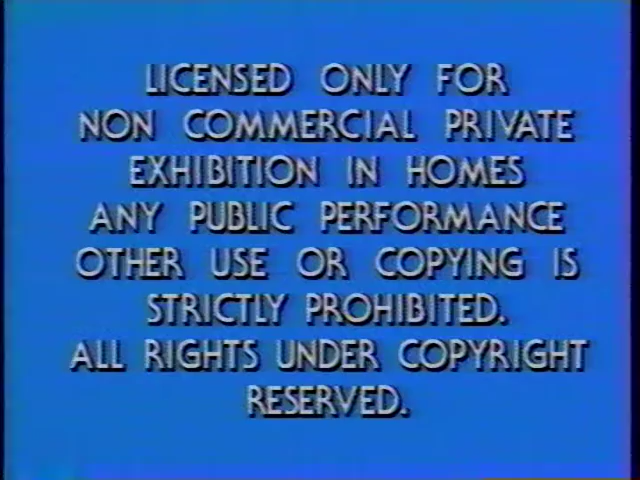 LICENSED ONLY FOR
NON COMMERCIAL PRIVATE
EXHIBITION IN HOMES
ANY PUBLIC PERFORMANCE
OTHER USE OR COPYING IS
STRICTLY PROHIBITED.
ALL RIGHTS UNDER COPYRIGHT
RESERVED.